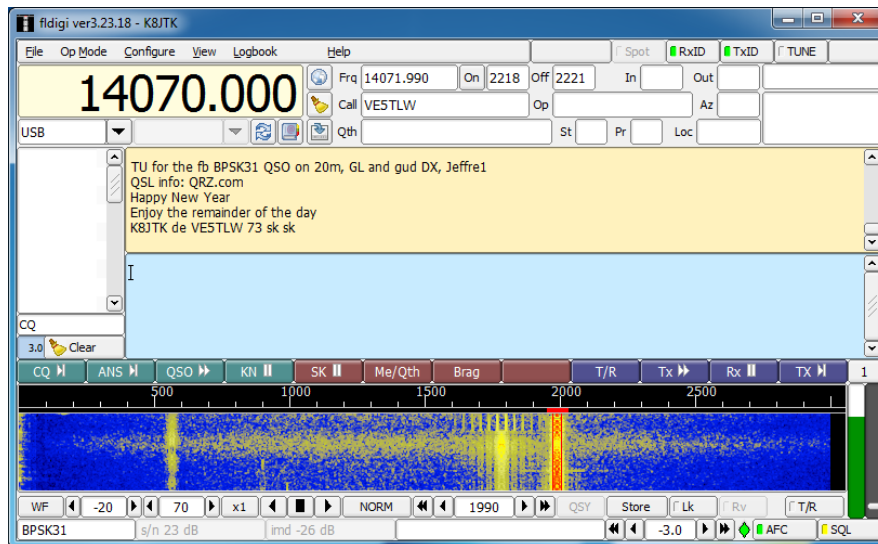 fldigi ver3.23.18 - K8JTK
File Op Mode Configure View Logbook Help Spot RxID TxID TUNE
14070.000
Frq 14071.990 On 2218 Off 2221 In Out
Call VE5TLW Op Az
USB Qth St Pr Loc
TU for the fb BPSK31 QSO on 20m, GL and gud DX, Jeffre1
QSL info: QRZ.com
Happy New Year
Enjoy the remainder of the day
K8JTK de VE5TLW 73 sk sk
CQ
3.0 Clear
CQ ANS QSO KN SK Me/Qth Brag T/R Tx Rx TX 1
500 1000 1500 2000 2500
WF -20 70 x1 NORM 1990 QSY Store Lk Rv T/R
BPSK31 s/n 23 dB imd -26 dB -3.0 AFC SQL